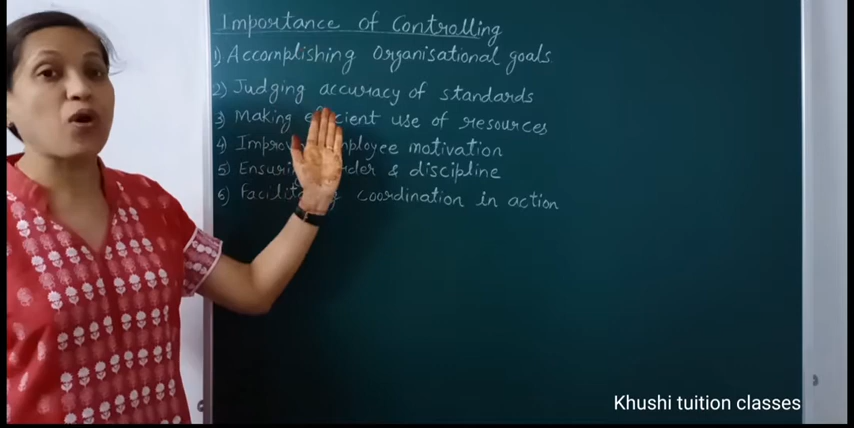 Importance of Controlling
1) Accomplishing Organisational goals
2) Judging accuracy of standards
3) Making efficient use of resources
4) employee motivation
5) & discipline
6) coordination in action
Khushi tuition classes